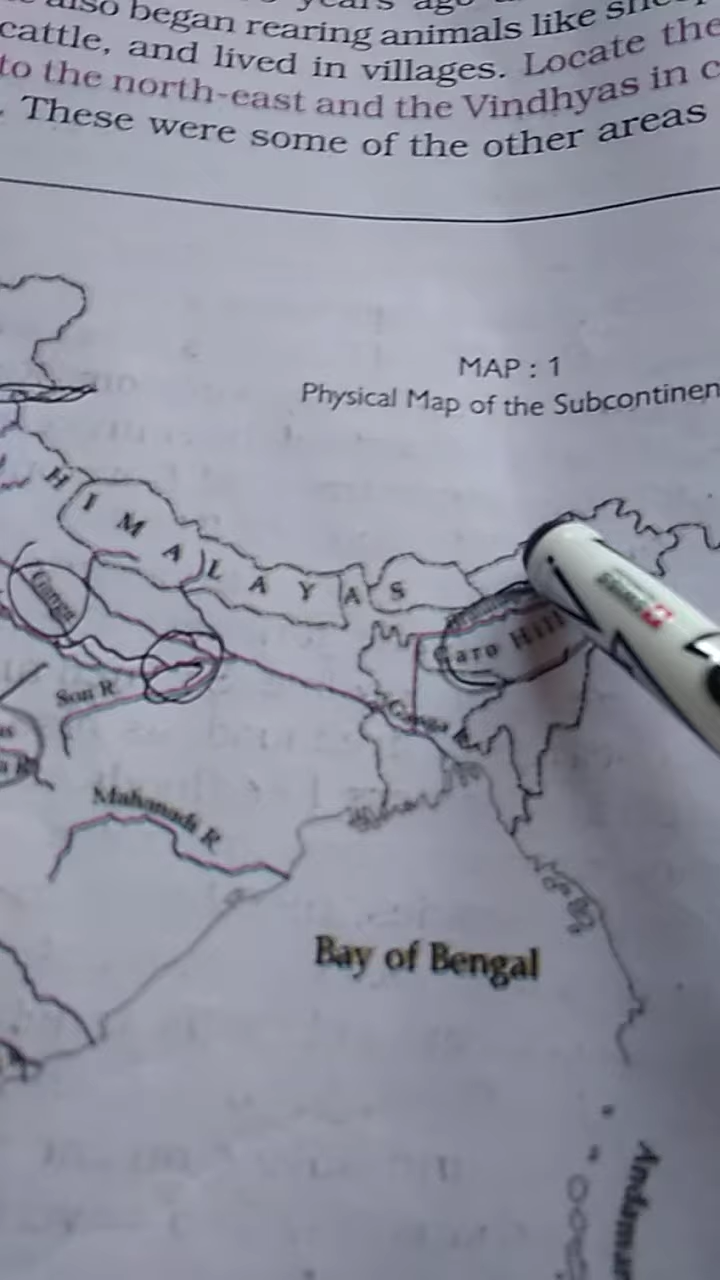 also began rearing animals like
cattle, and lived in villages. Locate the
to the north-east and the Vindhyas in
These were some of the other areas
MAP : 1
Physical Map of the Subcontinen
HIMALAYAS
Ganga
Garo Hill
Son R.
Ganga R.
Mahanadi R.
Bay of Bengal
Andaman